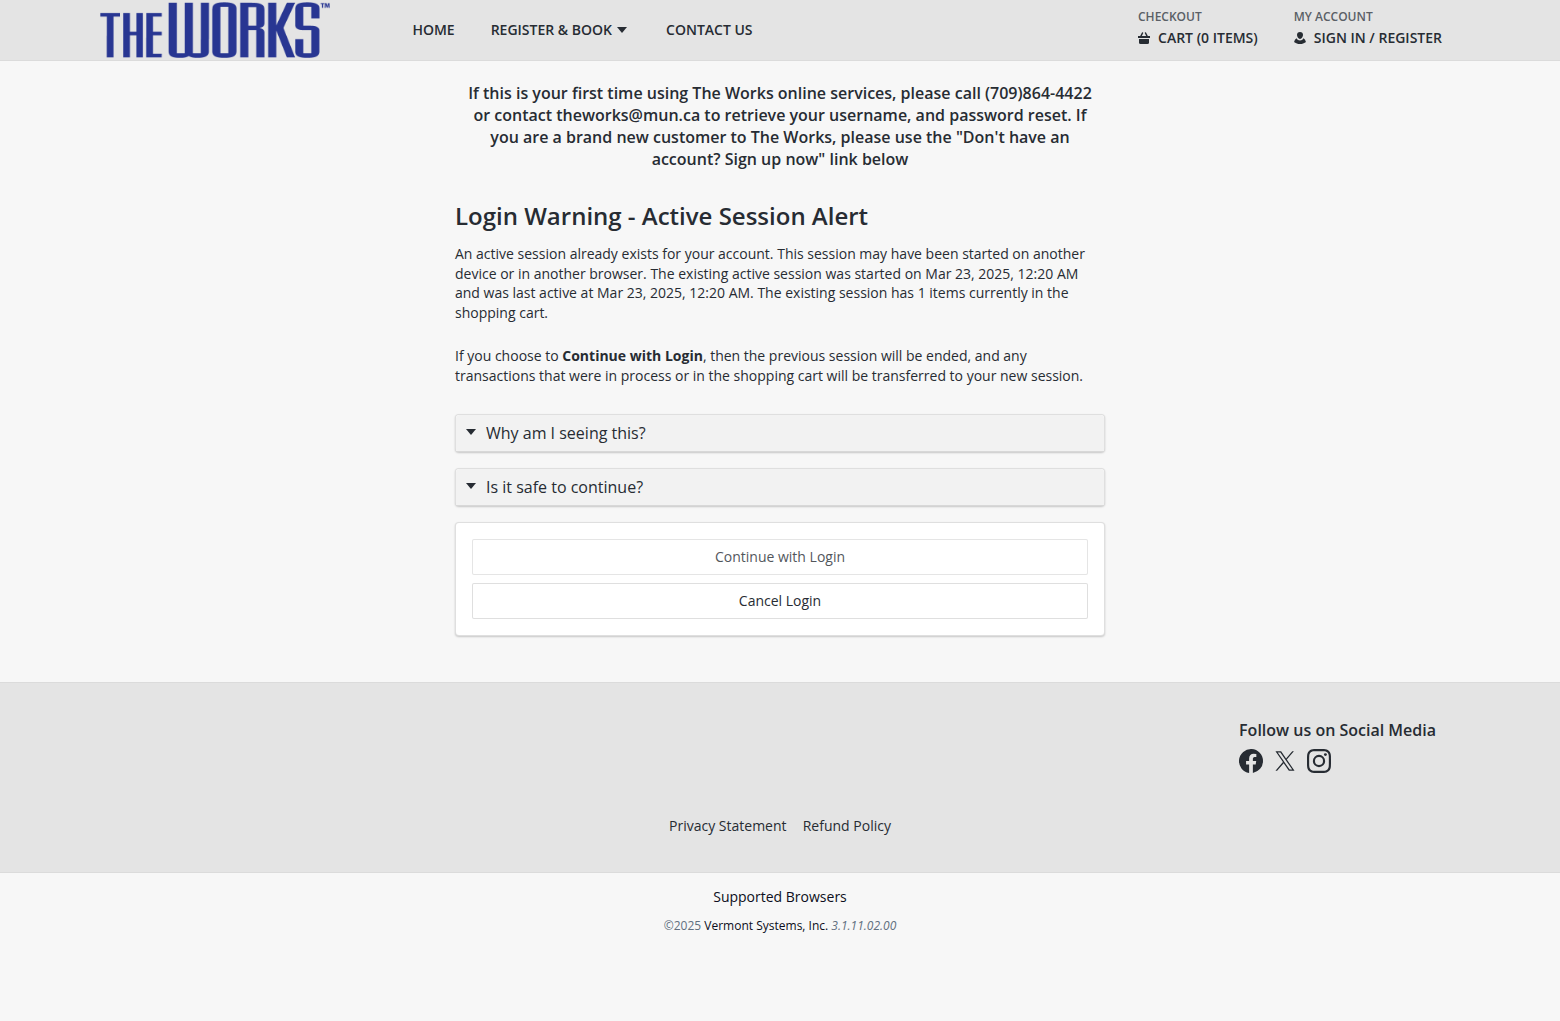 THE WORKS™
HOME
REGISTER & BOOK
CONTACT US
CHECKOUT
CART (0 ITEMS)
MY ACCOUNT
SIGN IN / REGISTER
If this is your first time using The Works online services, please call (709)864-4422
or contact theworks@mun.ca to retrieve your username, and password reset. If
you are a brand new customer to The Works, please use the "Don't have an
account? Sign up now" link below
Login Warning - Active Session Alert
An active session already exists for your account. This session may have been started on another
device or in another browser. The existing active session was started on Mar 23, 2025, 12:20 AM
and was last active at Mar 23, 2025, 12:20 AM. The existing session has 1 items currently in the
shopping cart.
If you choose to Continue with Login, then the previous session will be ended, and any
transactions that were in process or in the shopping cart will be transferred to your new session.
Why am I seeing this?
Is it safe to continue?
Continue with Login
Cancel Login
Follow us on Social Media
Privacy Statement Refund Policy
Supported Browsers
©2025 Vermont Systems, Inc. 3.1.11.02.00